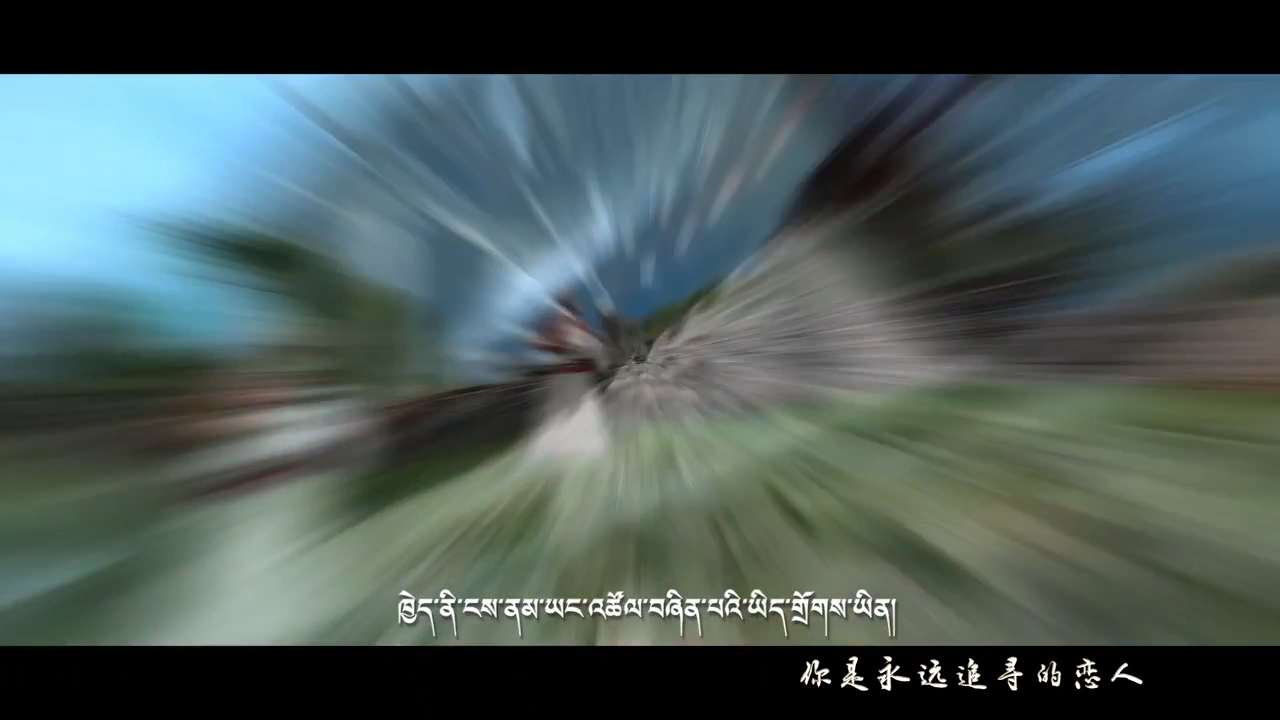 ཁྱེད་ནི་ངས་ནམ་ཡང་འཚོལ་བཞིན་པའི་ཡིད་གྲོགས་ཡིན།
你是永远追寻的恋人